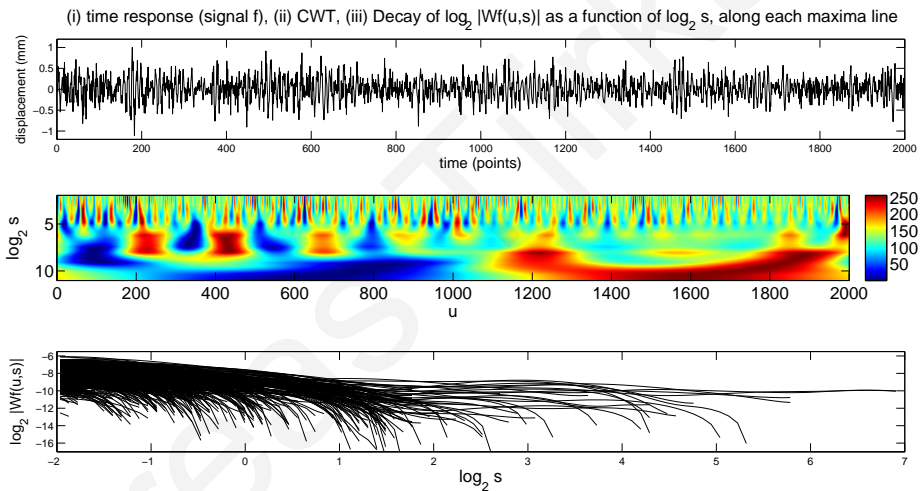 (i) time response (signal f), (ii) CWT, (iii) Decay of log₂ |Wf(u,s)| as a function of log₂ s, along each maxima line
displacement (mm)
1
0.5
0
−0.5
−1
0 200 400 600 800 1000 1200 1400 1600 1800 2000
time (points)
log₂ s
5
10
0 200 400 600 800 1000 1200 1400 1600 1800 2000
u
250
200
150
100
50
log₂ |Wf(u,s)|
−6
−8
−10
−12
−14
−16
−2 −1 0 1 2 3 4 5 6 7
log₂ s